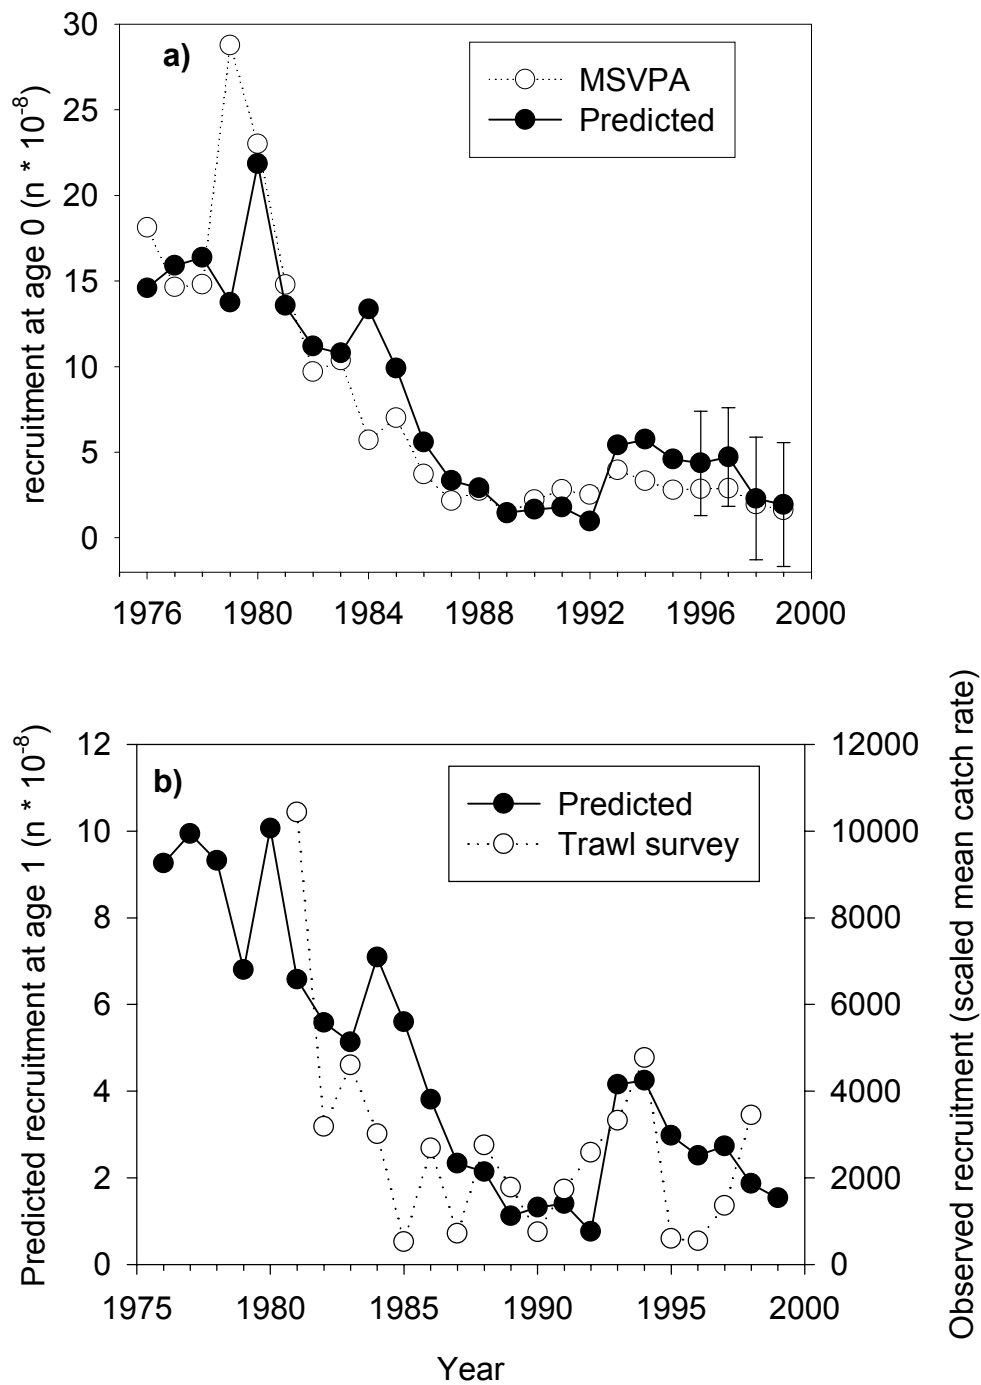 a)
MSVPA
Predicted
recruitment at age 0 (n * 10-8)
30
25
20
15
10
5
0
1976 1980 1984 1988 1992 1996 2000
b)
Predicted
Trawl survey
Predicted recruitment at age 1 (n * 10-8)
12
10
8
6
4
2
0
12000
10000
8000
6000
4000
2000
0
Observed recruitment (scaled mean catch rate)
1975 1980 1985 1990 1995 2000
Year